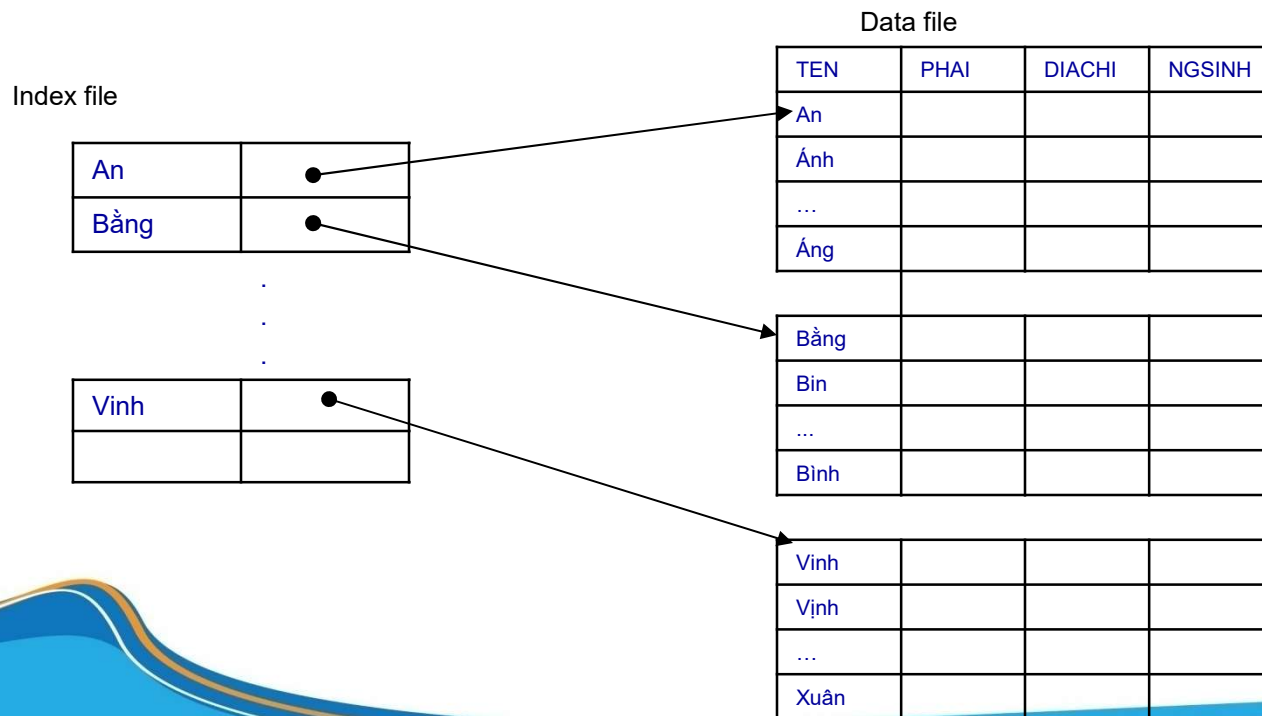 Data file
Index file
TEN PHAI DIACHI NGSINH
An
Ánh
…
Áng
An
Bằng
.
.
.
Vinh
Bằng
Bin
...
Bình
Vinh
Vịnh
…
Xuân